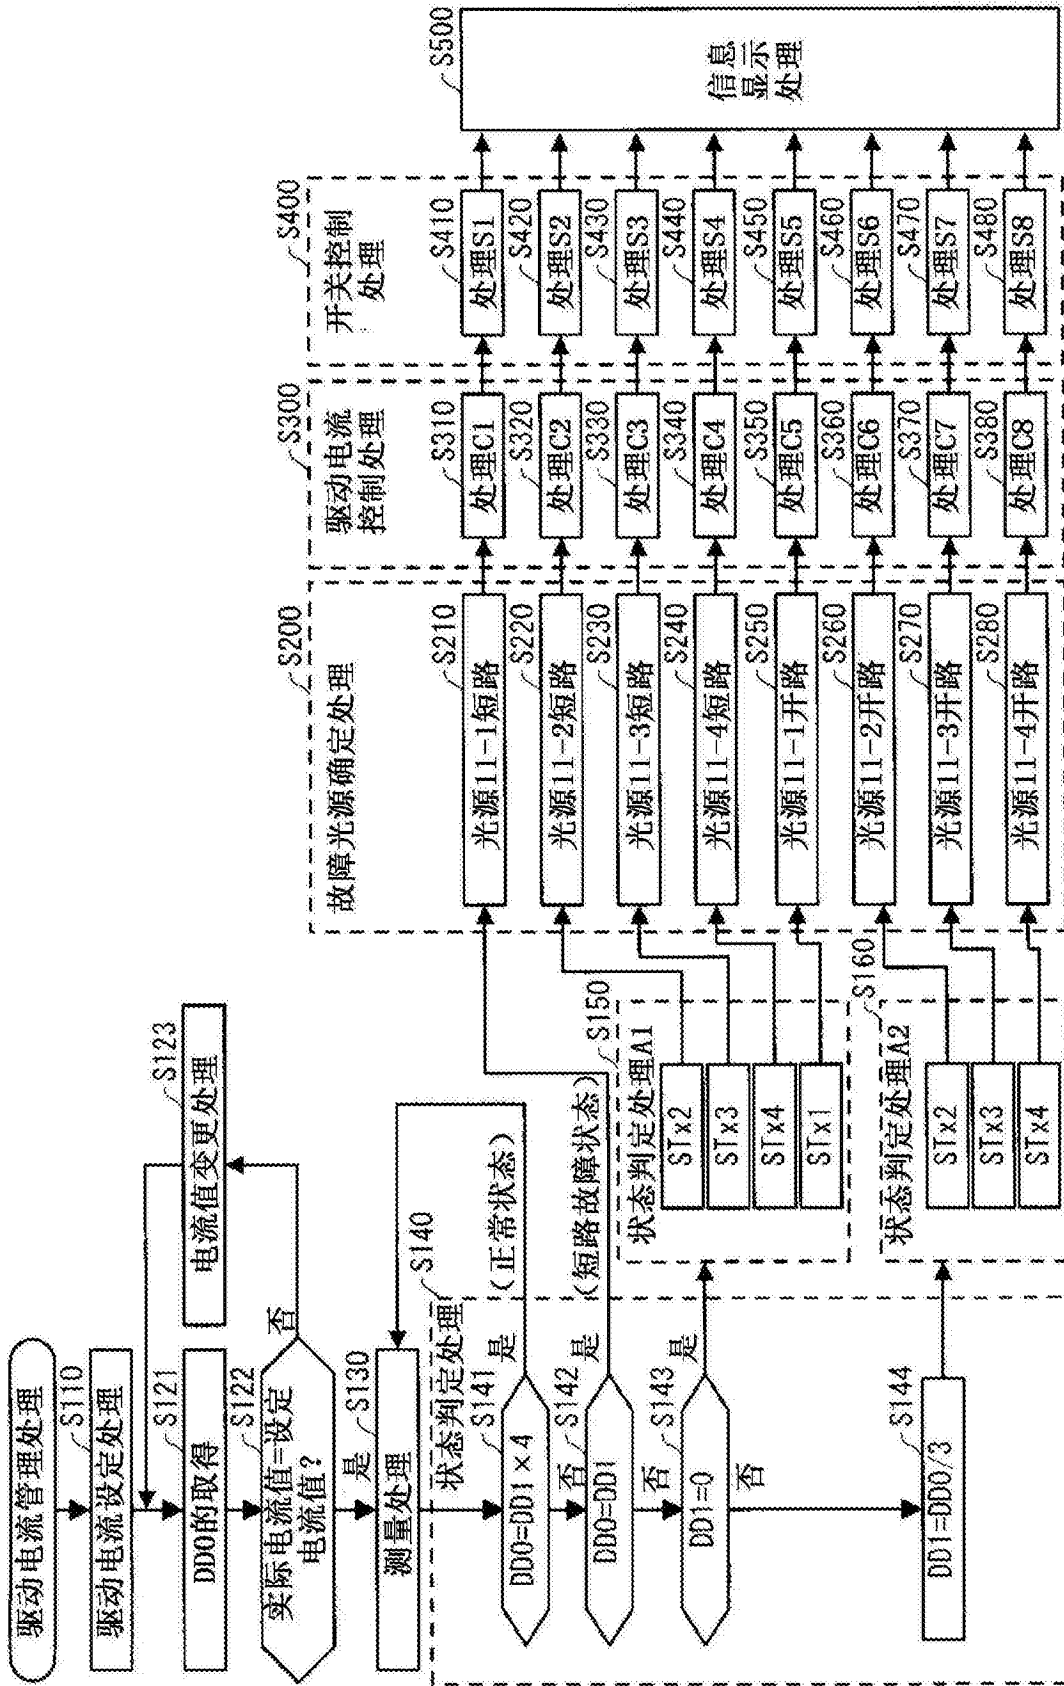 驱动电流管理处理
S110
驱动电流设定处理
S121
DD0的取得
S122
实际电流值=设定
电流值?
否
S123
电流值变更处理
是
S130
测量处理
S140
状态判定处理
S141
DD0=DD1×4
是
(正常状态)
否
S142
DD0=DD1
是
(短路故障状态)
否
S143
DD1=0
是
否
S144
DD1=DD0/3
S150
状态判定处理A1
STx2
STx3
STx4
STx1
S160
状态判定处理A2
STx2
STx3
STx4
S200
故障光源确定处理
S210
光源11-1短路
S220
光源11-2短路
S230
光源11-3短路
S240
光源11-4短路
S250
光源11-1开路
S260
光源11-2开路
S270
光源11-3开路
S280
光源11-4开路
S300
驱动电流
控制处理
S310
处理C1
S320
处理C2
S330
处理C3
S340
处理C4
S350
处理C5
S360
处理C6
S370
处理C7
S380
处理C8
S400
开关控制
处理
S410
处理S1
S420
处理S2
S430
处理S3
S440
处理S4
S450
处理S5
S460
处理S6
S470
处理S7
S480
处理S8
S500
信息
显示
处理